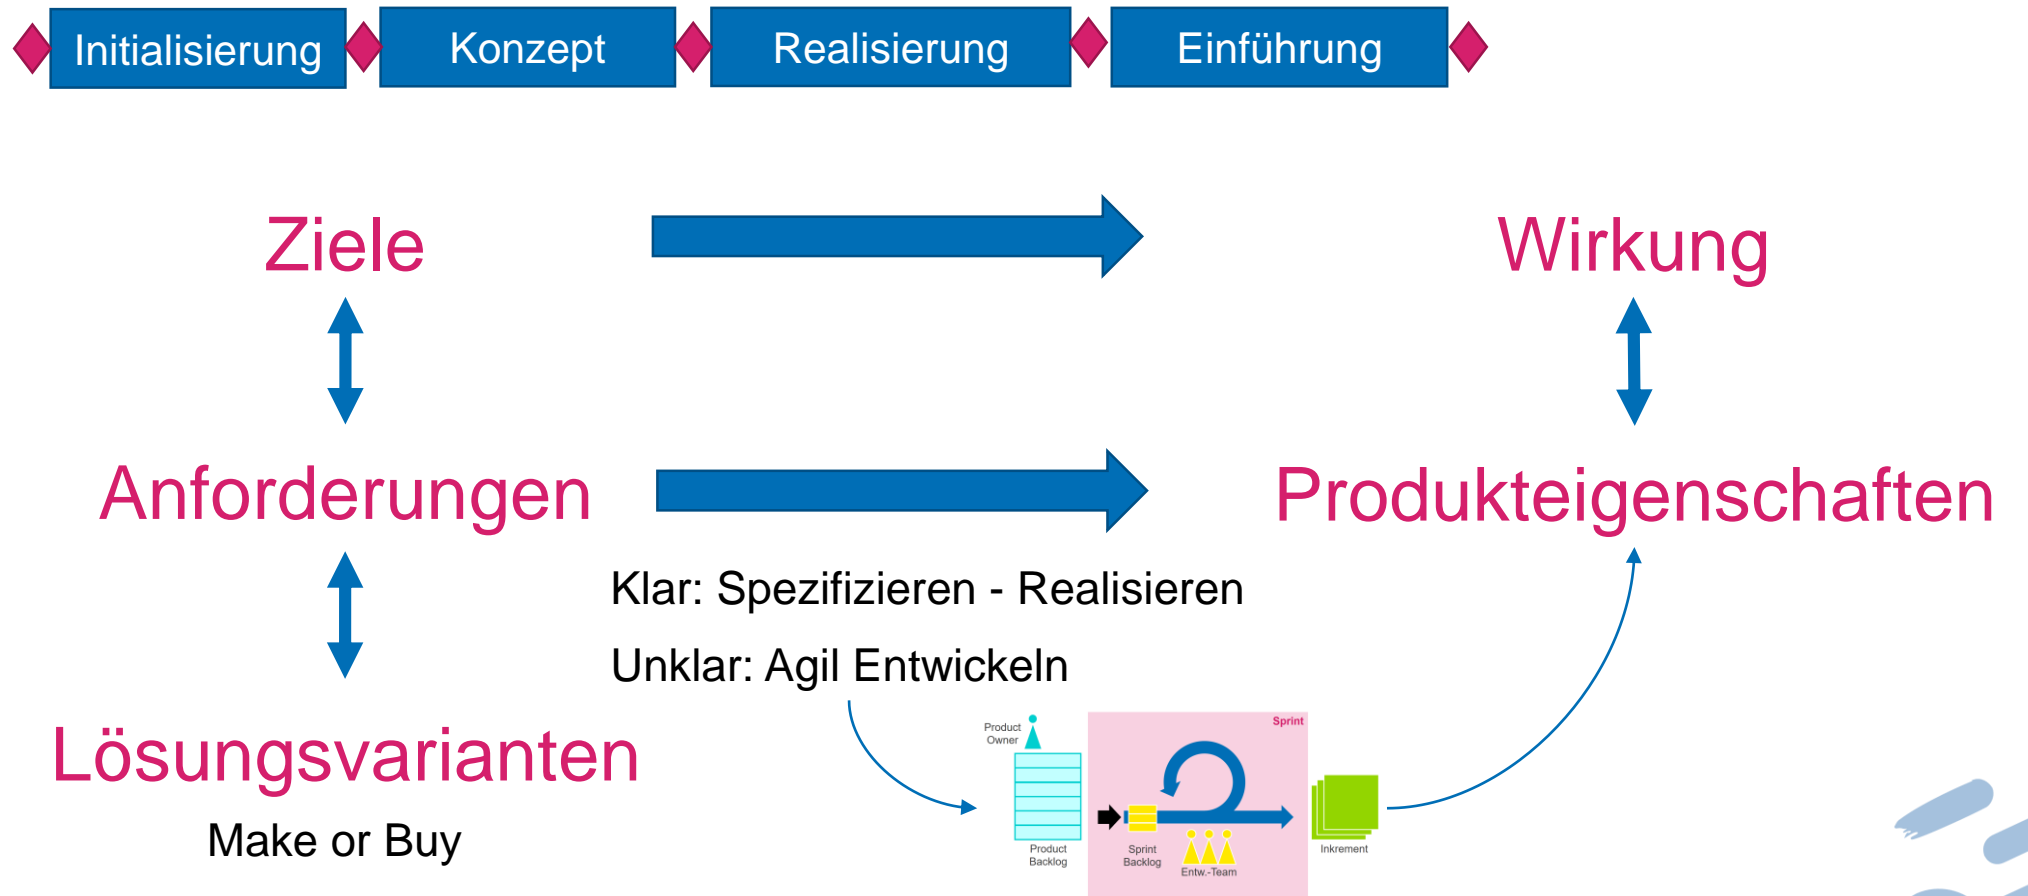 Initialisierung
Konzept
Realisierung
Einführung
Ziele
Wirkung
Anforderungen
Produkteigenschaften
Klar: Spezifizieren - Realisieren
Unklar: Agil Entwickeln
Lösungsvarianten
Make or Buy
Product
Owner
Sprint
Product
Backlog
Sprint
Backlog
Entw.-Team
Inkrement